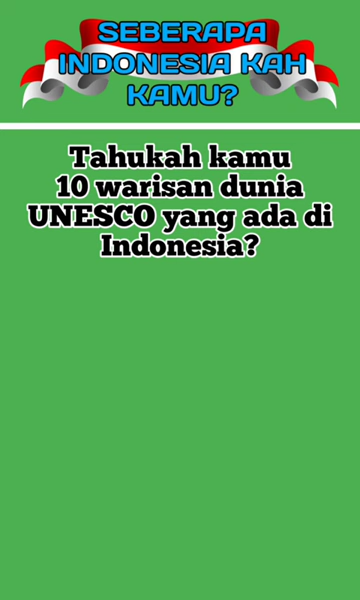 SEBERAPA
INDONESIA KAH
KAMU?
Tahukah kamu
10 warisan dunia
UNESCO yang ada di
Indonesia?